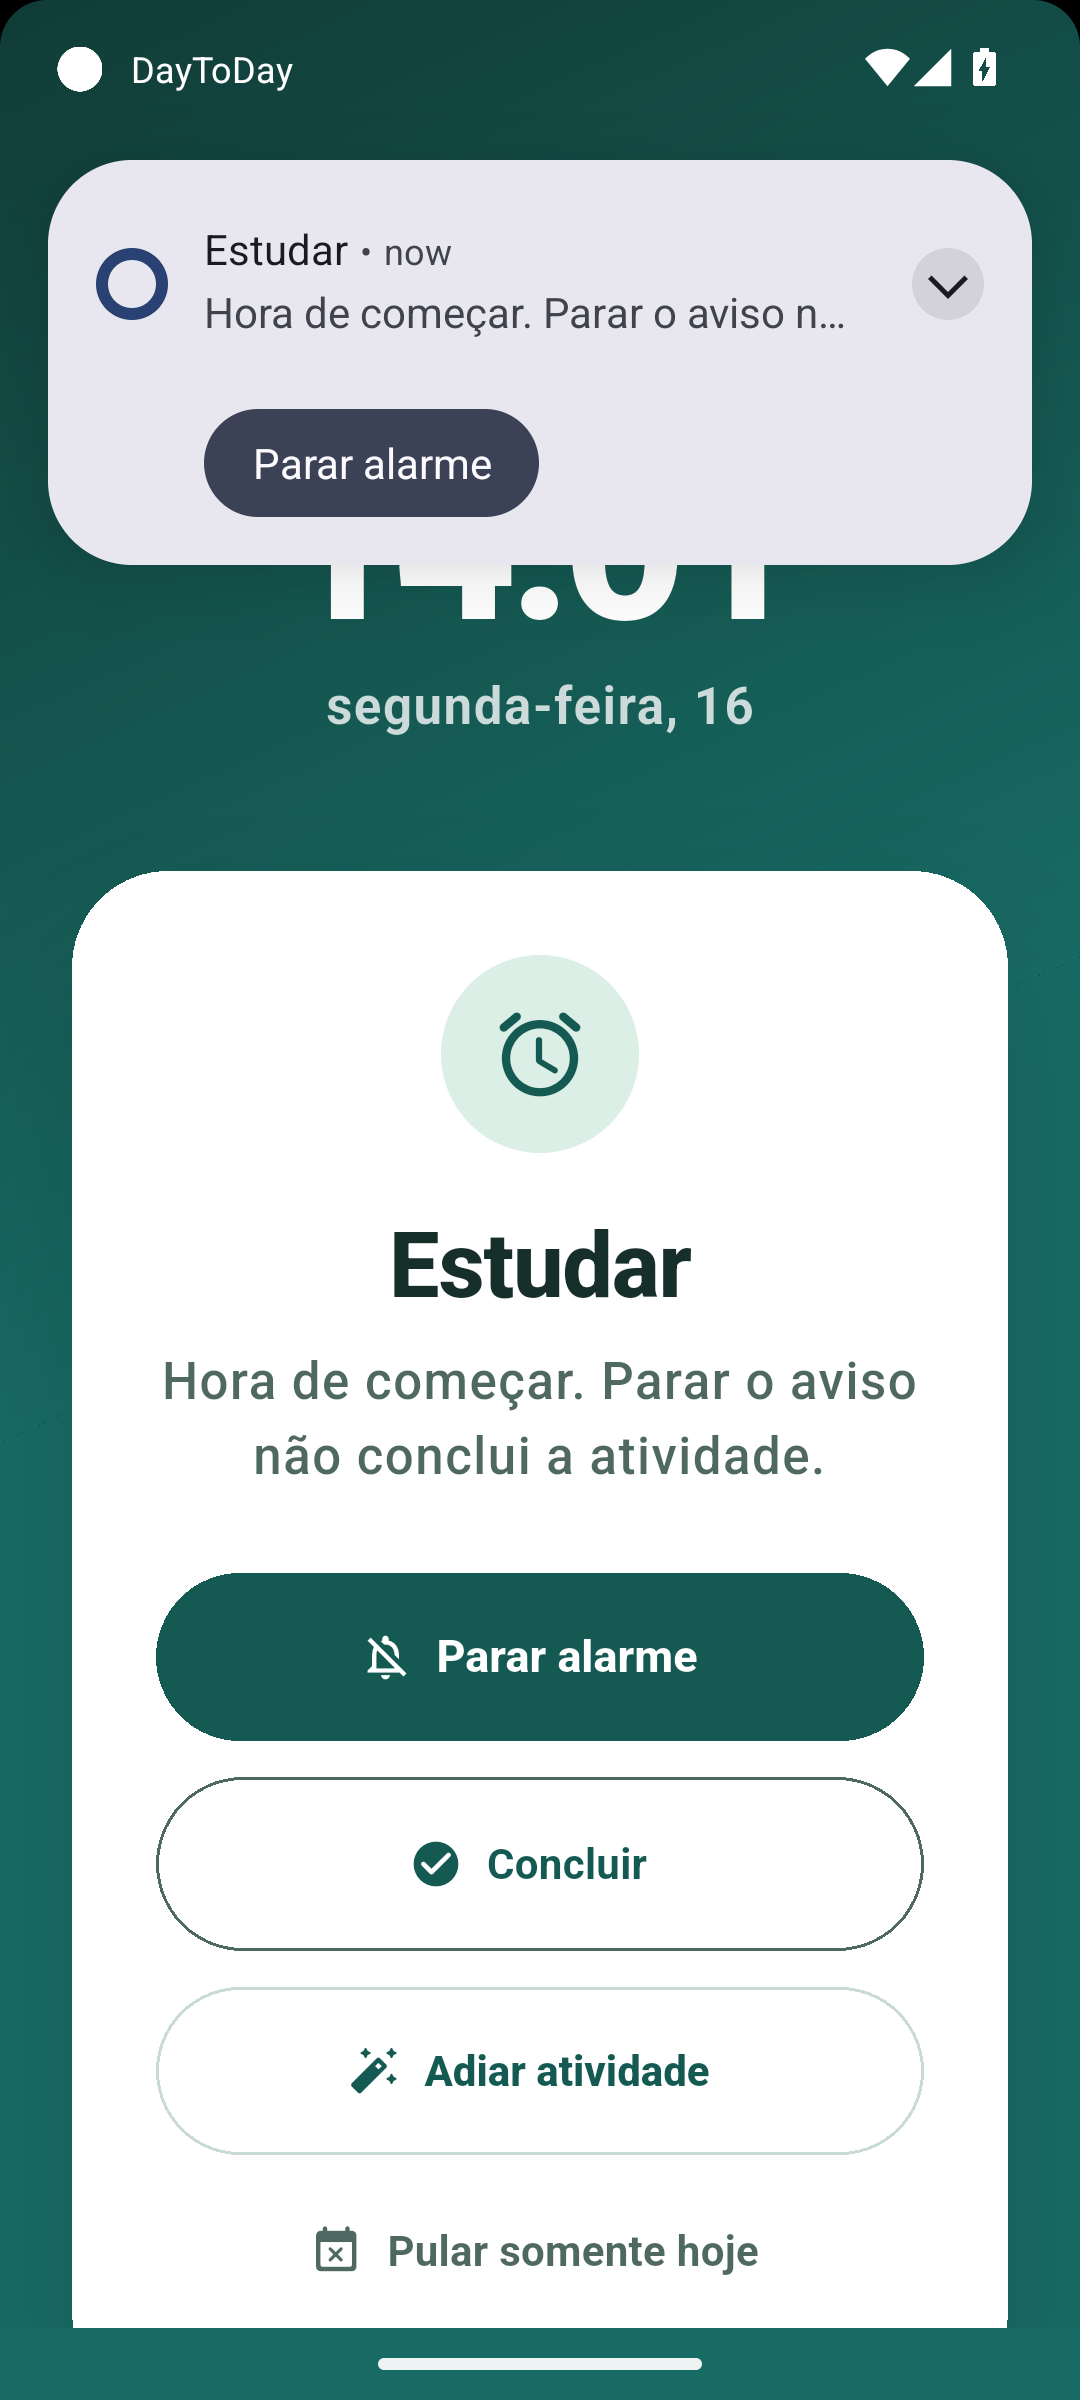 DayToDay
Estudar • now
Hora de começar. Parar o aviso n…
Parar alarme
segunda-feira, 16
Estudar
Hora de começar. Parar o aviso
não conclui a atividade.
Parar alarme
Concluir
Adiar atividade
Pular somente hoje